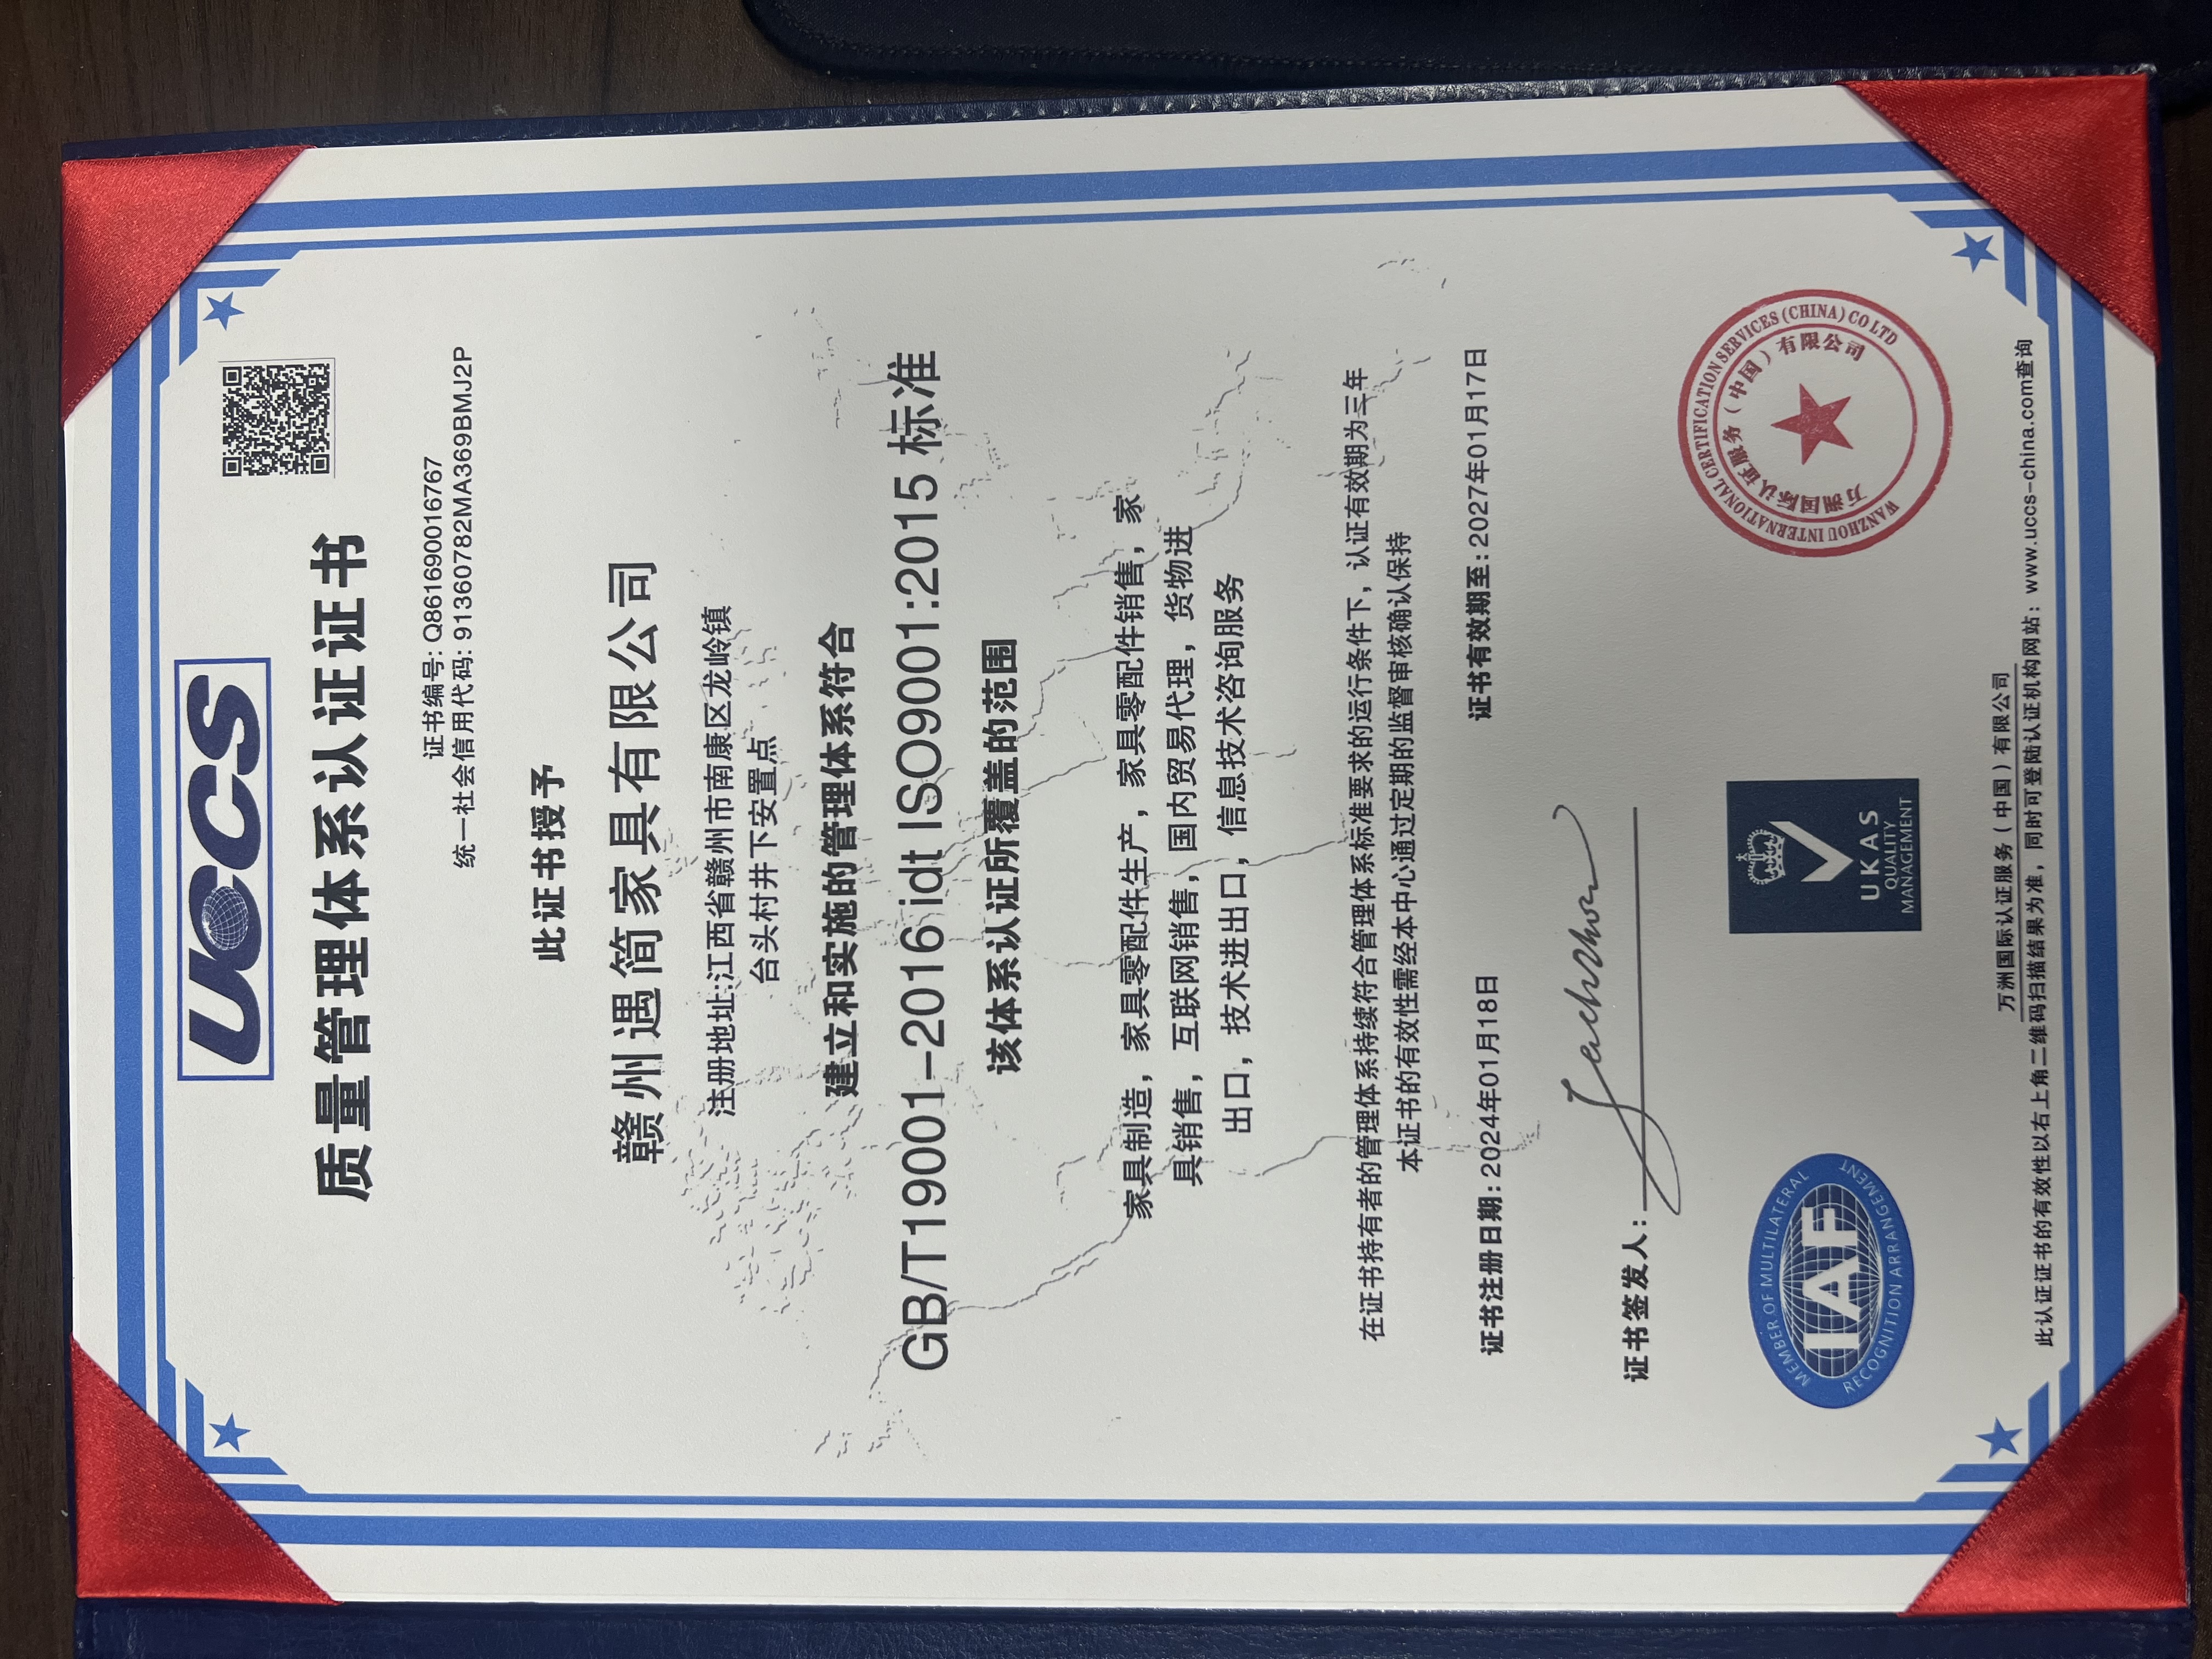 UCCS
质量管理体系认证证书
证书编号: Q861690016767
统一社会信用代码: 91360782MA369BMJ2P
此证书授予
赣州遇简家具有限公司
注册地址:江西省赣州市南康区龙岭镇
台头村井下安置点
建立和实施的管理体系符合
GB/T19001-2016 idt ISO9001:2015 标准
该体系认证所覆盖的范围
家具制造，家具零配件生产，家具零配件销售，家
具销售，互联网销售，国内贸易代理，货物进
出口，技术进出口，信息技术咨询服务
在证书持有者的管理体系持续符合管理体系标准要求的运行条件下，认证有效期为三年
本证书的有效性需经本中心通过定期的监督审核确认保持
证书注册日期: 2024年01月18日
证书有效期至: 2027年01月17日
证书签发人:
MEMBER OF MULTILATERAL
IAF
RECOGNITION ARRANGEMENT
UKAS
QUALITY
MANAGEMENT
WANZHOU INTERNATIONAL CERTIFICATION SERVICES (CHINA) CO LTD
万洲国际认证服务（中国）有限公司
万洲国际认证服务（中国）有限公司
此认证证书的有效性以右上角二维码扫描结果为准，同时可登陆认证机构网站：www.uccs-china.com查询